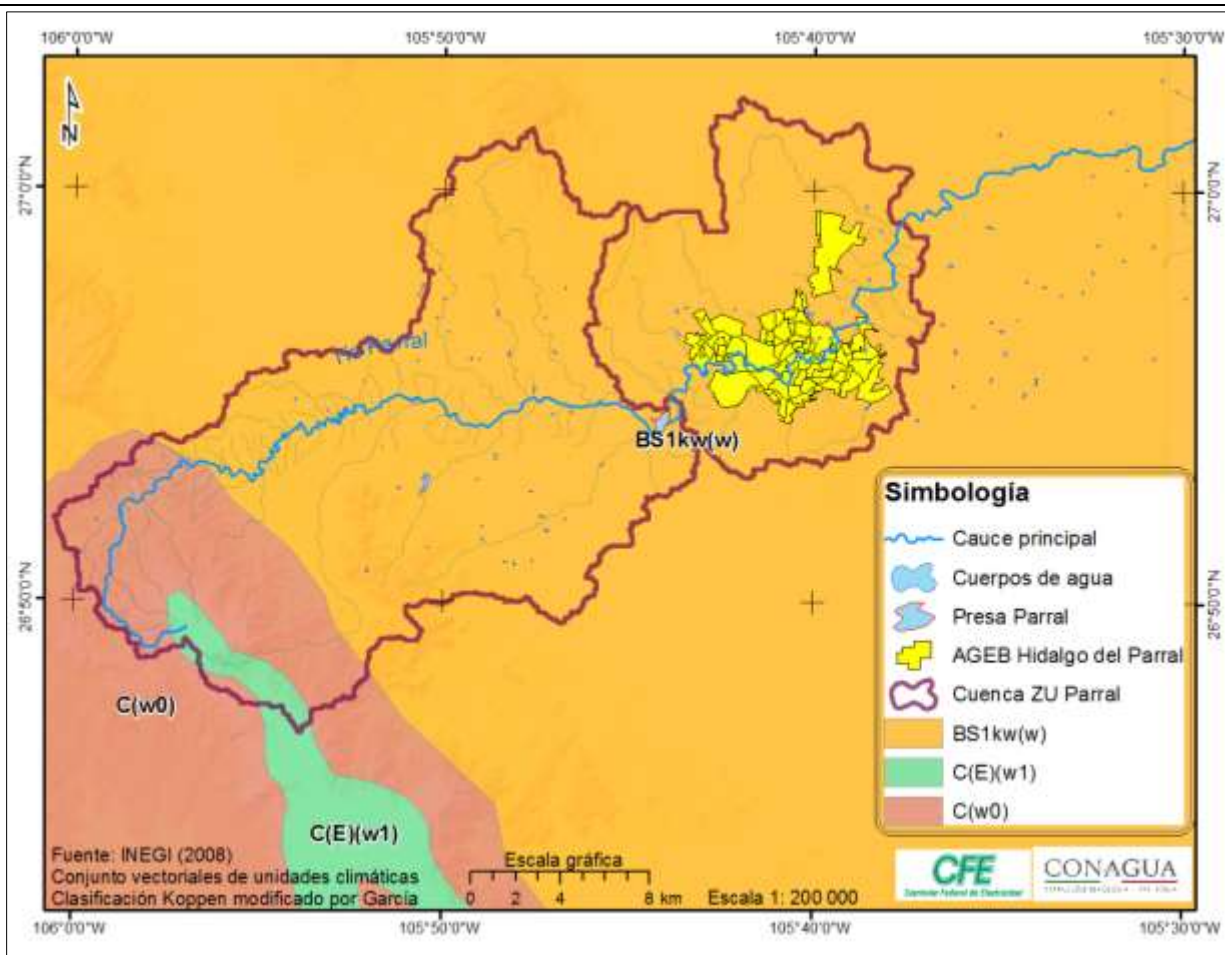 106°0'0"W
105°50'0"W
105°40'0"W
105°30'0"W
27°0'0"N
27°0'0"N
N
Parral
BS1kw(w)
26°50'0"N
26°50'0"N
C(w0)
C(E)(w1)
Simbología
Cauce principal
Cuerpos de agua
Presa Parral
AGEB Hidalgo del Parral
Cuenca ZU Parral
BS1kw(w)
C(E)(w1)
C(w0)
Fuente: INEGI (2008)
Conjunto vectoriales de unidades climáticas
Clasificación Koppen modificado por García
Escala gráfica
0 2 4 8 km
Escala 1: 200 000
CFE
Comisión Federal de Electricidad
CONAGUA
106°0'0"W
105°50'0"W
105°40'0"W
105°30'0"W